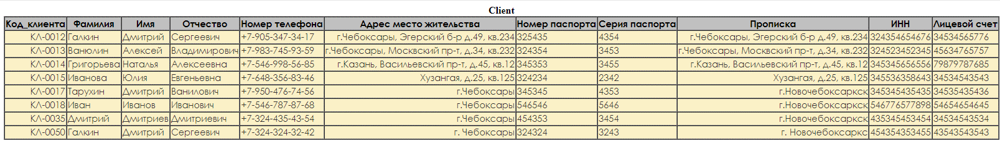 Client
Код_клиента Фамилия Имя Отчество Номер телефона Адрес место жительства Номер паспорта Серия паспорта Прописка ИНН Лицевой счет
КЛ-0012 Галкин Дмитрий Сергеевич +7-905-347-34-17 г.Чебоксары, Эгерский б-р д.49, кв.234 325435 4354 г.Чебоксары, Эгерский б-р д.49, кв.234 324354654676 34534565776
КЛ-0013 Ванюлин Алексей Владимирович +7-983-745-93-59 г.Чебоксары, Москвский пр-т, д.34, кв.232 324354 3453 г.Чебоксары, Москвский пр-т, д.34, кв.232 324523452345 45634765757
КЛ-0014 Григорьева Наталья Алексеевна +7-546-998-56-85 г.Казань, Васильевский пр-т, д.45, кв.12 345353 3455 г.Казань, Васильевский пр-т, д.45, кв.12 345345656556 79879787685
КЛ-0015 Иванова Юлия Евгеньевна +7-648-356-83-46 Хузангая, д.25, кв.125 324234 2342 Хузангая, д.25, кв.125 345536358643 34534543543
КЛ-0017 Тарухин Дмитрий Ванилович +7-950-476-74-56 г.Чебоксары 345345 4353 г.Новочебоксаркск 345345435435 34535435436
КЛ-0018 Иван Иванов Иванович +7-546-787-87-68 г.Чебоксары 546546 5646 г.Новочебоксаркск 546776577898 54654654645
КЛ-0035 Дмитрий Дмитриев Дмитриевич +7-324-435-43-54 г.Чебоксары 454353 3454 г.Новочебоксаркск 435345453454 34534543534
КЛ-0050 Галкин Дмитрий Сергеевич +7-324-324-32-42 г. Чебоксары 324324 3243 г. Новочебоксаркс 454354353455 43543543543